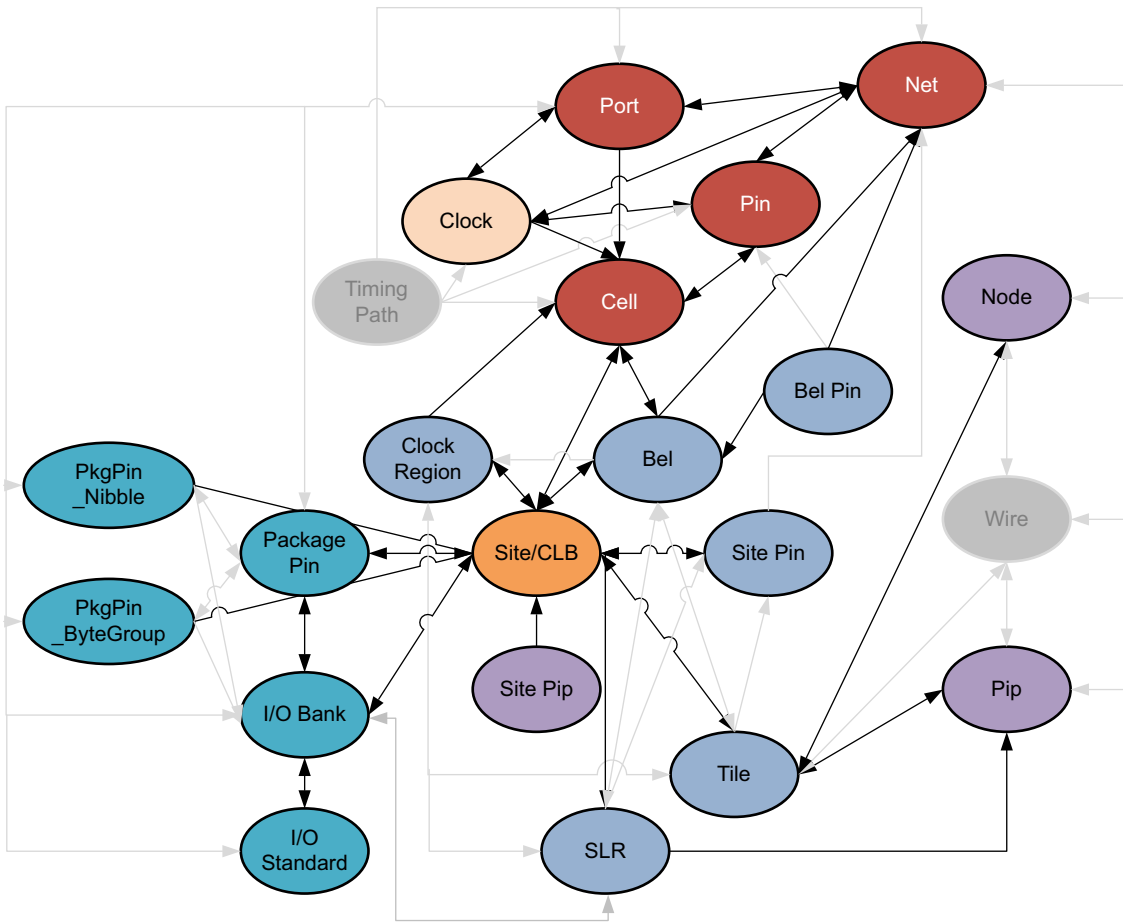 Net
Port
Pin
Clock
Timing
Path
Cell
Node
Bel Pin
Clock
Region
Bel
PkgPin
_Nibble
Package
Pin
Site/CLB
Site Pin
Wire
PkgPin
_ByteGroup
Site Pip
Pip
I/O Bank
Tile
I/O
Standard
SLR